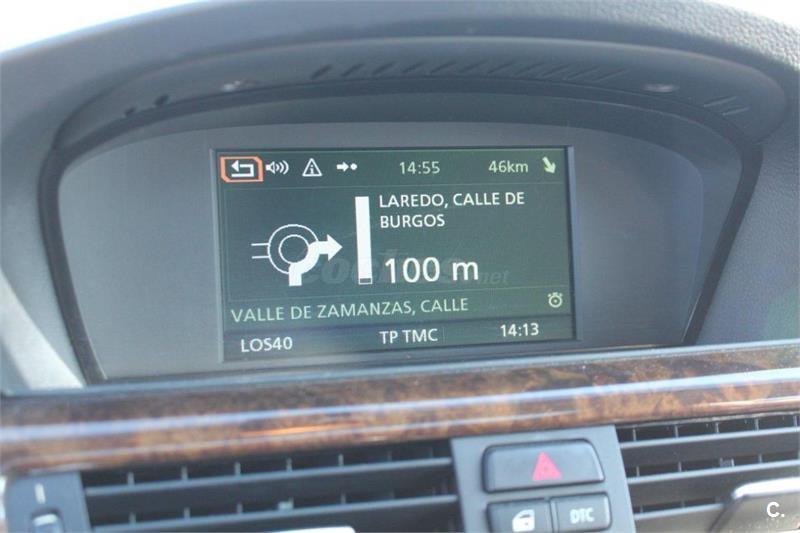 14:55 46km
LAREDO, CALLE DE
BURGOS
100 m
VALLE DE ZAMANZAS, CALLE
LOS40 TP TMC 14:13
DTC
C.